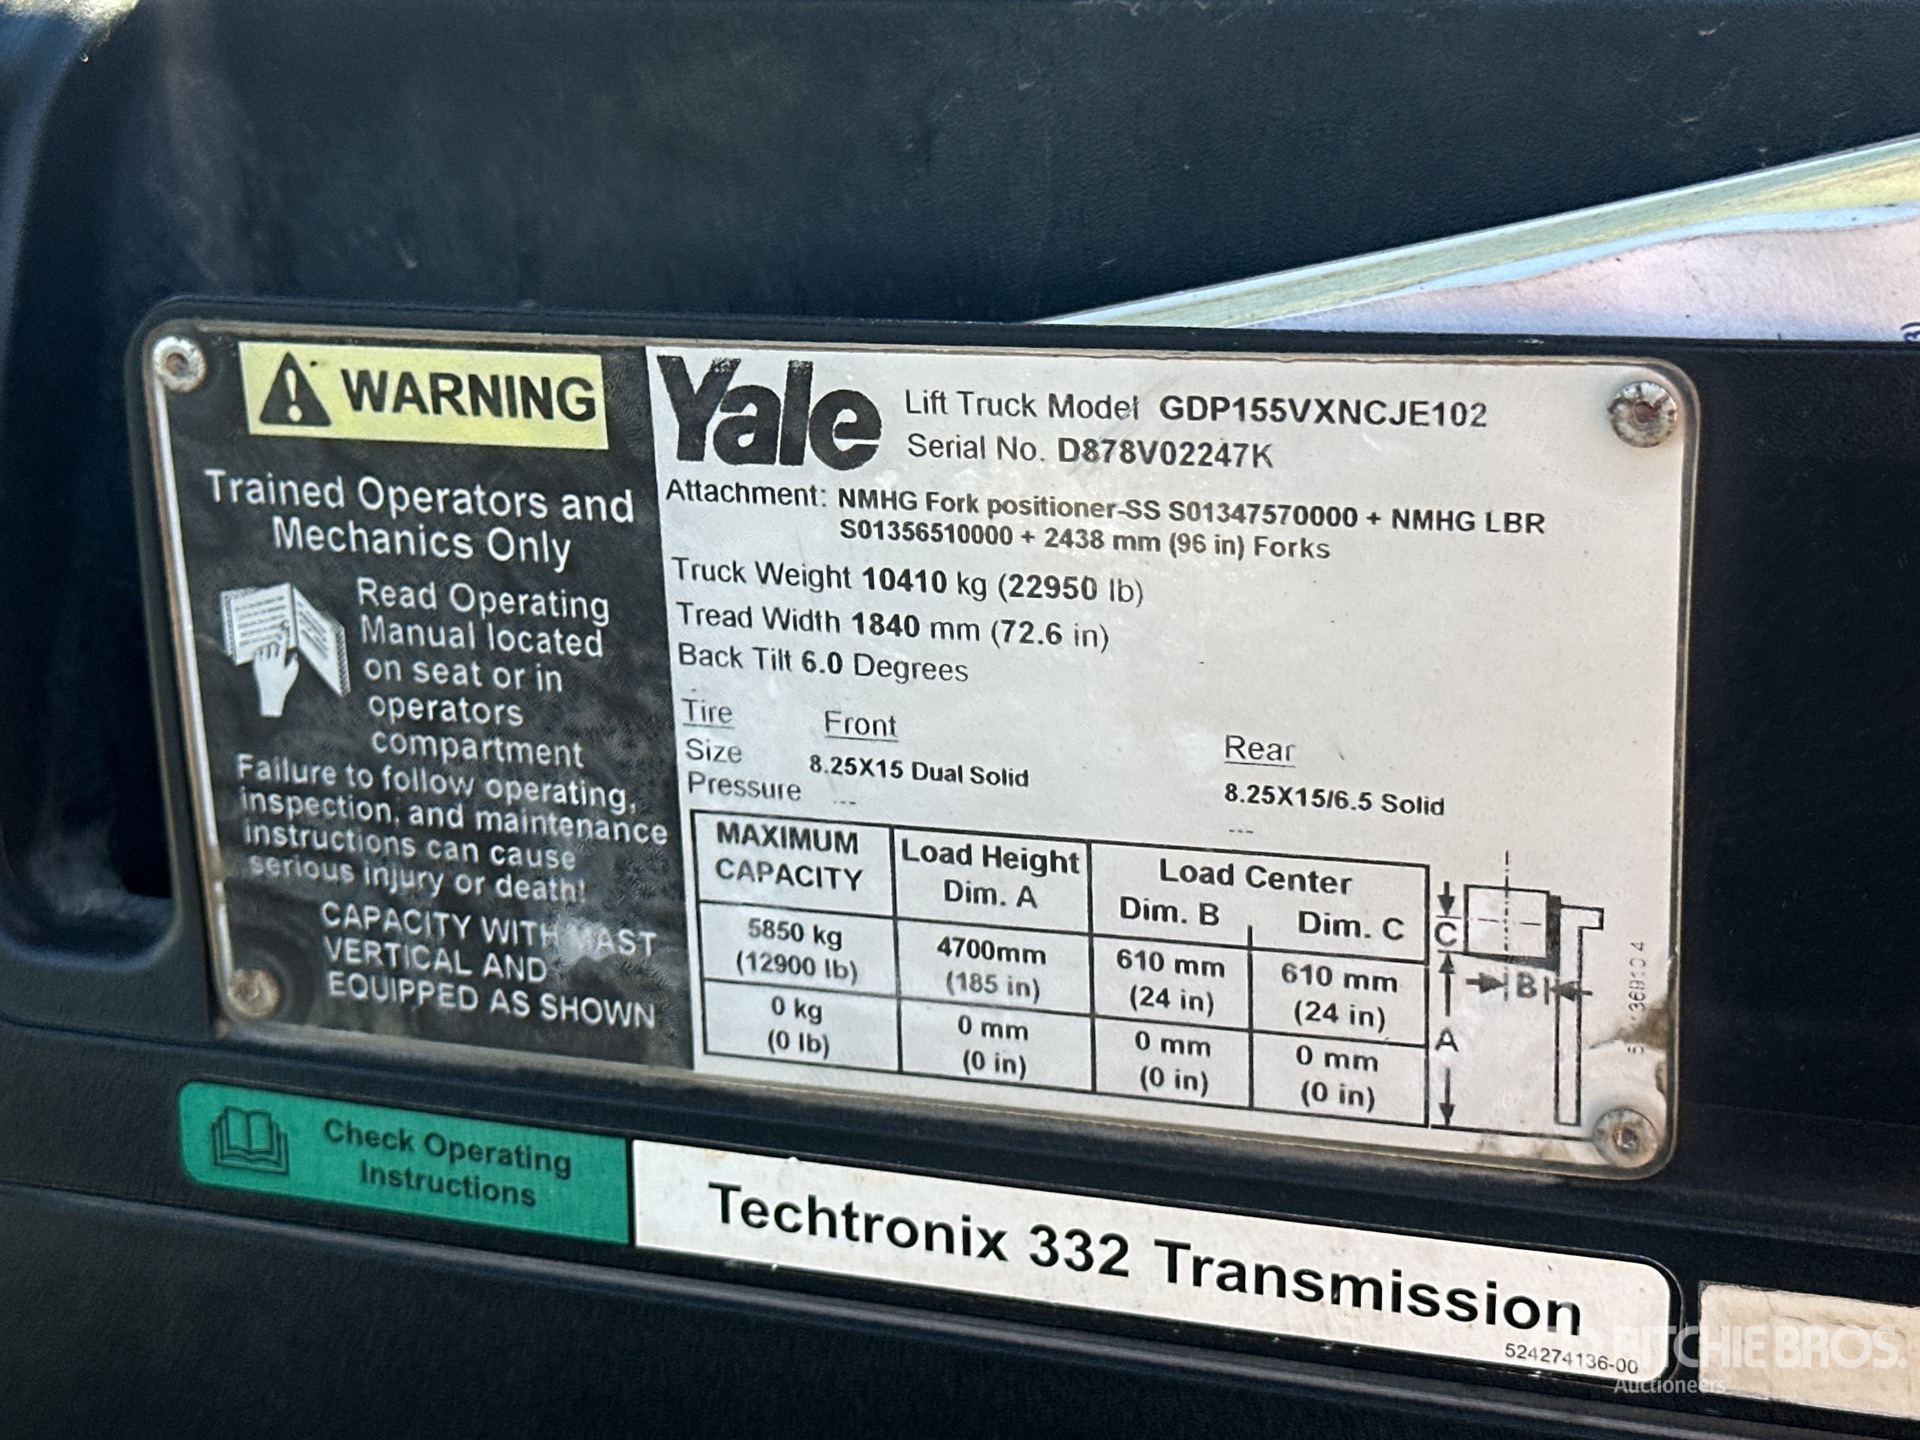 WARNING
Trained Operators and
Mechanics Only
Read Operating
Manual located
on seat or in
operators
compartment
Failure to follow operating,
inspection, and maintenance
instructions can cause
serious injury or death!
CAPACITY WITH MAST
VERTICAL AND
EQUIPPED AS SHOWN
Yale
Lift Truck Model GDP155VXNCJE102
Serial No. D878V02247K
Attachment: NMHG Fork positioner-SS S01347570000 + NMHG LBR
S01356510000 + 2438 mm (96 in) Forks
Truck Weight 10410 kg (22950 lb)
Tread Width 1840 mm (72.6 in)
Back Tilt 6.0 Degrees
Tire Front Rear
Size 8.25X15 Dual Solid 8.25X15/6.5 Solid
Pressure --- ---
MAXIMUM CAPACITY Load Height Dim. A Load Center Dim. B Dim. C
5850 kg 4700mm 610 mm 610 mm
(12900 lb) (185 in) (24 in) (24 in)
0 kg 0 mm 0 mm 0 mm
(0 lb) (0 in) (0 in) (0 in)
C
B
A
Check Operating
Instructions
Techtronix 332 Transmission
524274136-00
RITCHIE BROS.
Auctioneers